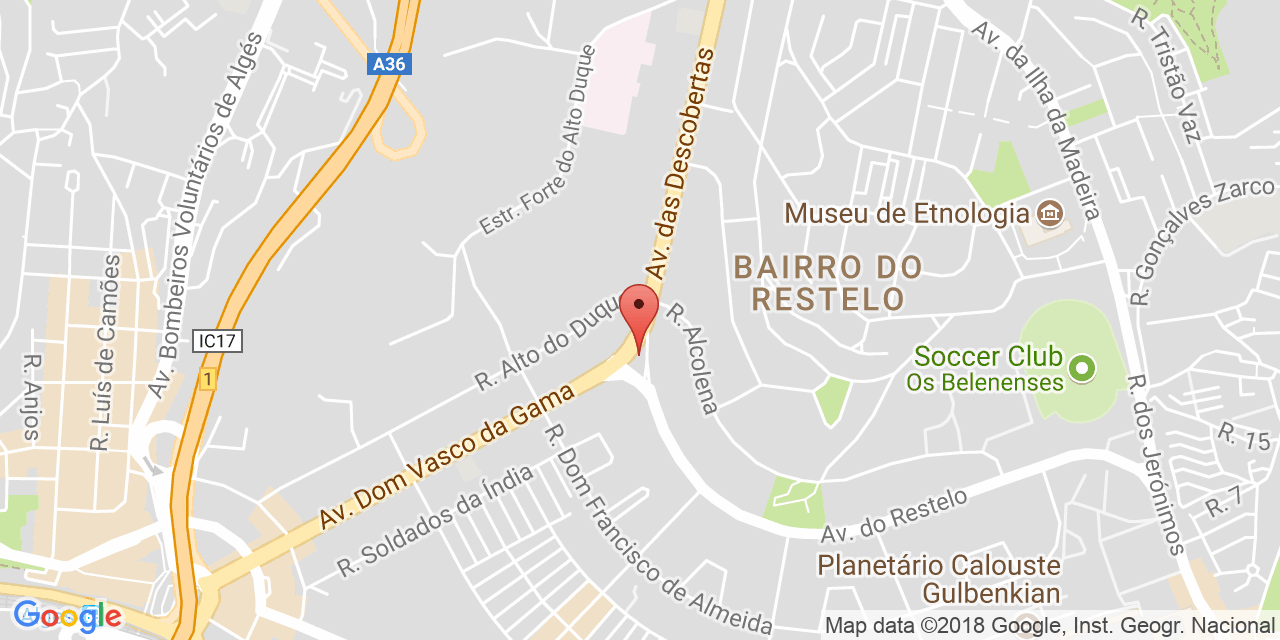 A36
Av. Bombeiros Voluntários de Algés
Estr. Forte do Alto Duque
Av. das Descobertas
Av. da Ilha da Madeira
R. Tristão Vaz
R. Gonçalves Zarco
Museu de Etnologia
BAIRRO DO
RESTELO
R. Luís de Camões
R. Anjos
IC17
1
R. Alto do Duque
R. Alcolena
Soccer Club
Os Belenenses
R. dos Jerónimos
R. 15
R. 7
Av. Dom Vasco da Gama
R. Soldados da Índia
R. Dom Francisco de Almeida
Av. do Restelo
Planetário Calouste
Gulbenkian
Google
Map data ©2018 Google, Inst. Geogr. Nacional